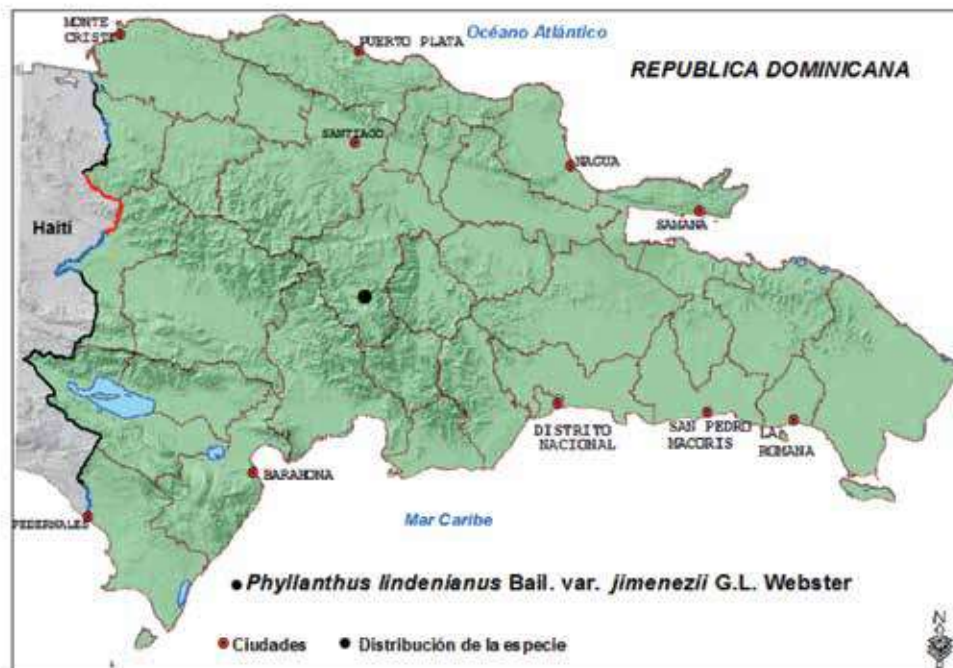 MONTE
CRISTI
PUERTO PLATA
Océano Atlántico
REPUBLICA DOMINICANA
SANTIAGO
NAGUA
SAMANA
Haití
DISTRITO
NACIONAL
SAN PEDRO
MACORIS
LA
ROMANA
BARAHONA
PEDERNALES
Mar Caribe
Phyllanthus lindenianus Bail. var. jimenezii G.L. Webster
Ciudades
Distribución de la especie
N